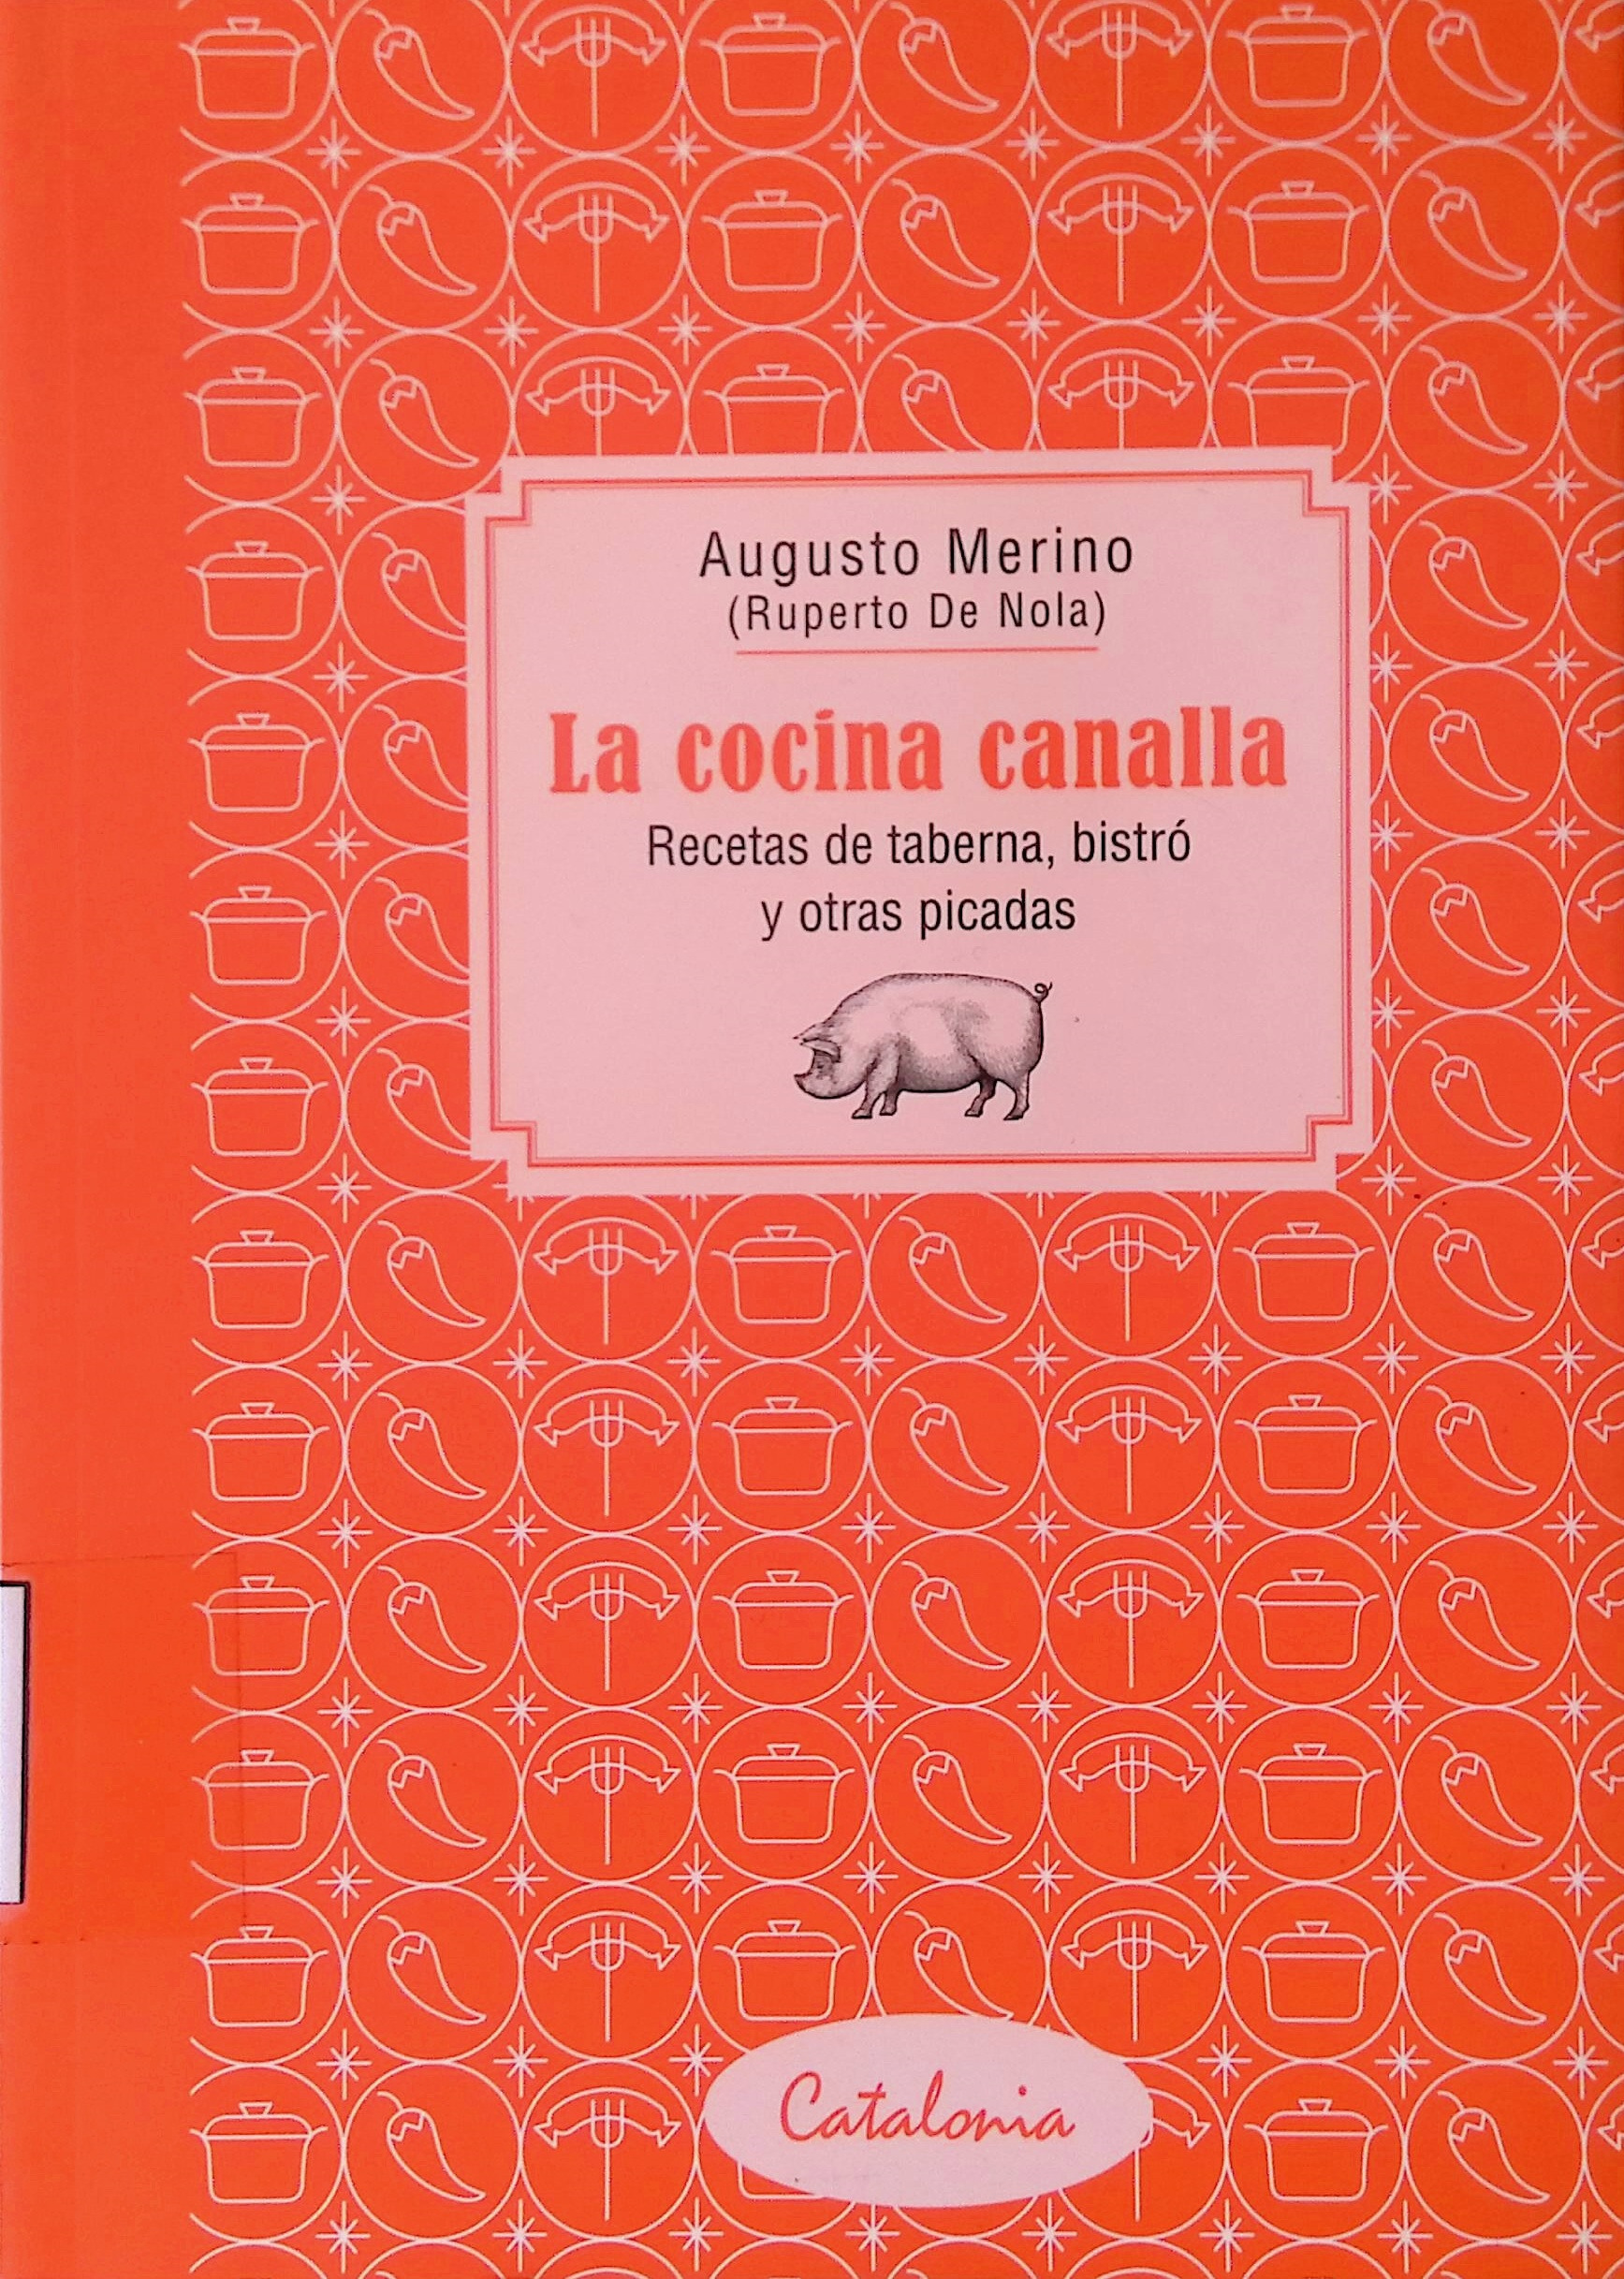 Augusto Merino
(Ruperto De Nola)
La cocina canalla
Recetas de taberna, bistró
y otras picadas
Catalonia